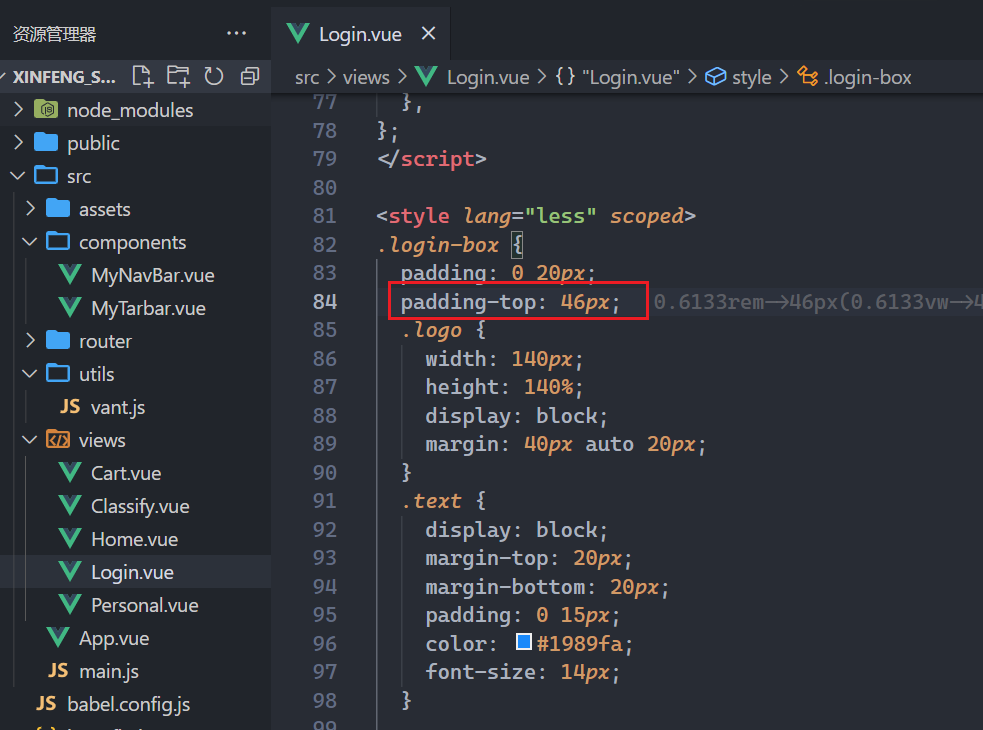 资源管理器
XINFENG_S...
node_modules
public
src
assets
components
MyNavBar.vue
MyTarbar.vue
router
utils
JS vant.js
views
Cart.vue
Classify.vue
Home.vue
Login.vue
Personal.vue
App.vue
JS main.js
JS babel.config.js
Login.vue
src > views > Login.vue > {} "Login.vue" > style > .login-box
77 },
78 };
79 </script>
80
81 <style lang="less" scoped>
82 .login-box {
83 padding: 0 20px;
84 padding-top: 46px; 0.6133rem->46px(0.6133vw->4
85 .logo {
86 width: 140px;
87 height: 140%;
88 display: block;
89 margin: 40px auto 20px;
90 }
91 .text {
92 display: block;
93 margin-top: 20px;
94 margin-bottom: 20px;
95 padding: 0 15px;
96 color: #1989fa;
97 font-size: 14px;
98 }
99